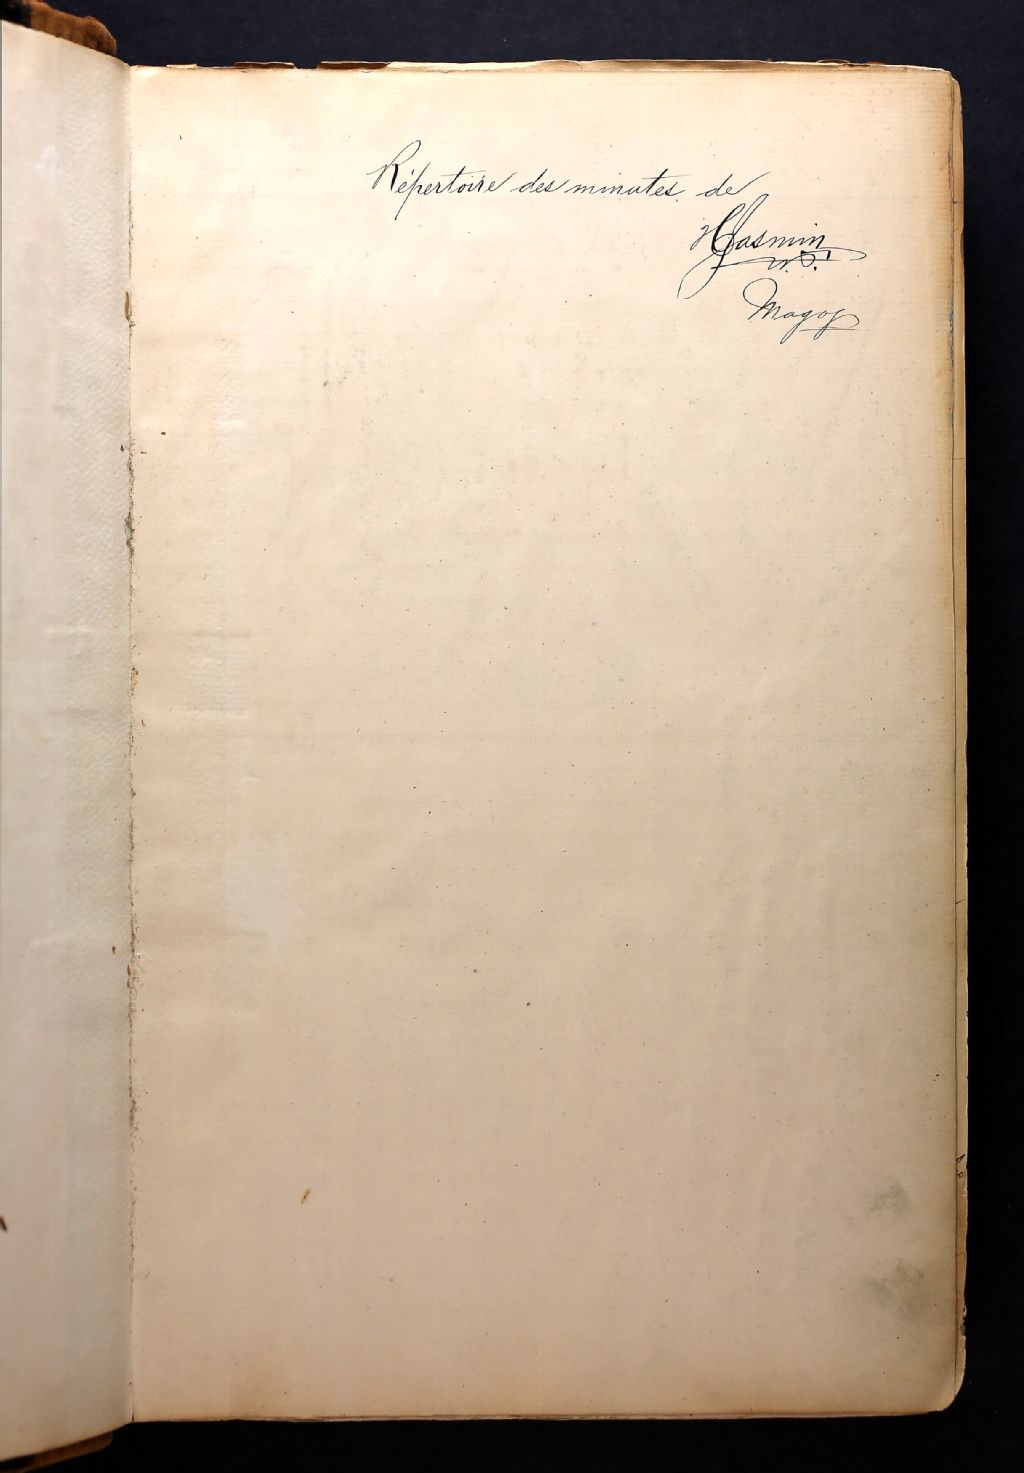 Répertoire des minutes de
H Jasmin
N.P.
Magog